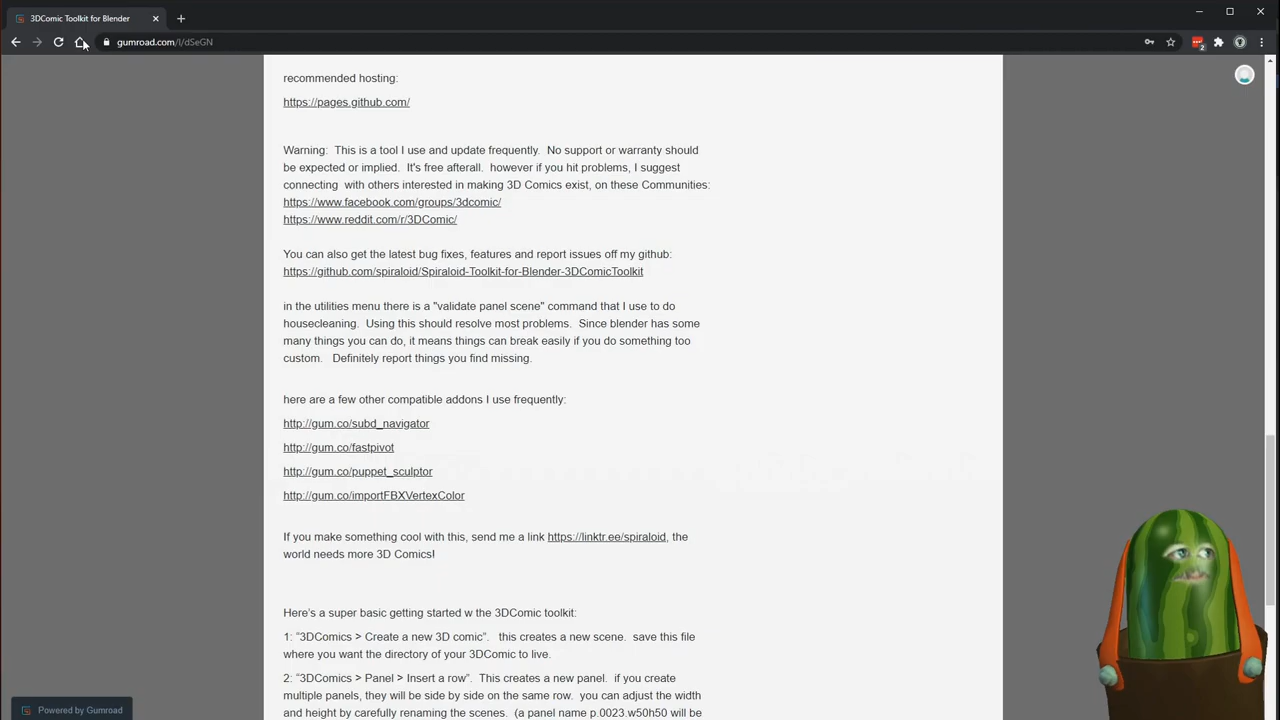 3DComic Toolkit for Blender
gumroad.com/l/dSeGN
2
recommended hosting:
https://pages.github.com/
Warning:  This is a tool I use and update frequently.  No support or warranty should
be expected or implied.  It's free afterall.  however if you hit problems, I suggest
connecting  with others interested in making 3D Comics exist, on these Communities:
https://www.facebook.com/groups/3dcomic/
https://www.reddit.com/r/3DComic/
You can also get the latest bug fixes, features and report issues off my github:
https://github.com/spiraloid/Spiraloid-Toolkit-for-Blender-3DComicToolkit
in the utilities menu there is a "validate panel scene" command that I use to do
housecleaning.  Using this should resolve most problems.  Since blender has some
many things you can do, it means things can break easily if you do something too
custom.   Definitely report things you find missing.
here are a few other compatible addons I use frequently:
http://gum.co/subd_navigator
http://gum.co/fastpivot
http://gum.co/puppet_sculptor
http://gum.co/importFBXVertexColor
If you make something cool with this, send me a link https://linktr.ee/spiraloid, the
world needs more 3D Comics!
Here's a super basic getting started w the 3DComic toolkit:
1: "3DComics > Create a new 3D comic".   this creates a new scene.  save this file
where you want the directory of your 3DComic to live.
2: "3DComics > Panel > Insert a row".  This creates a new panel.  if you create
multiple panels, they will be side by side on the same row.  you can adjust the width
and height by carefully renaming the scenes.  (a panel name p.0023.w50h50 will be
Powered by Gumroad